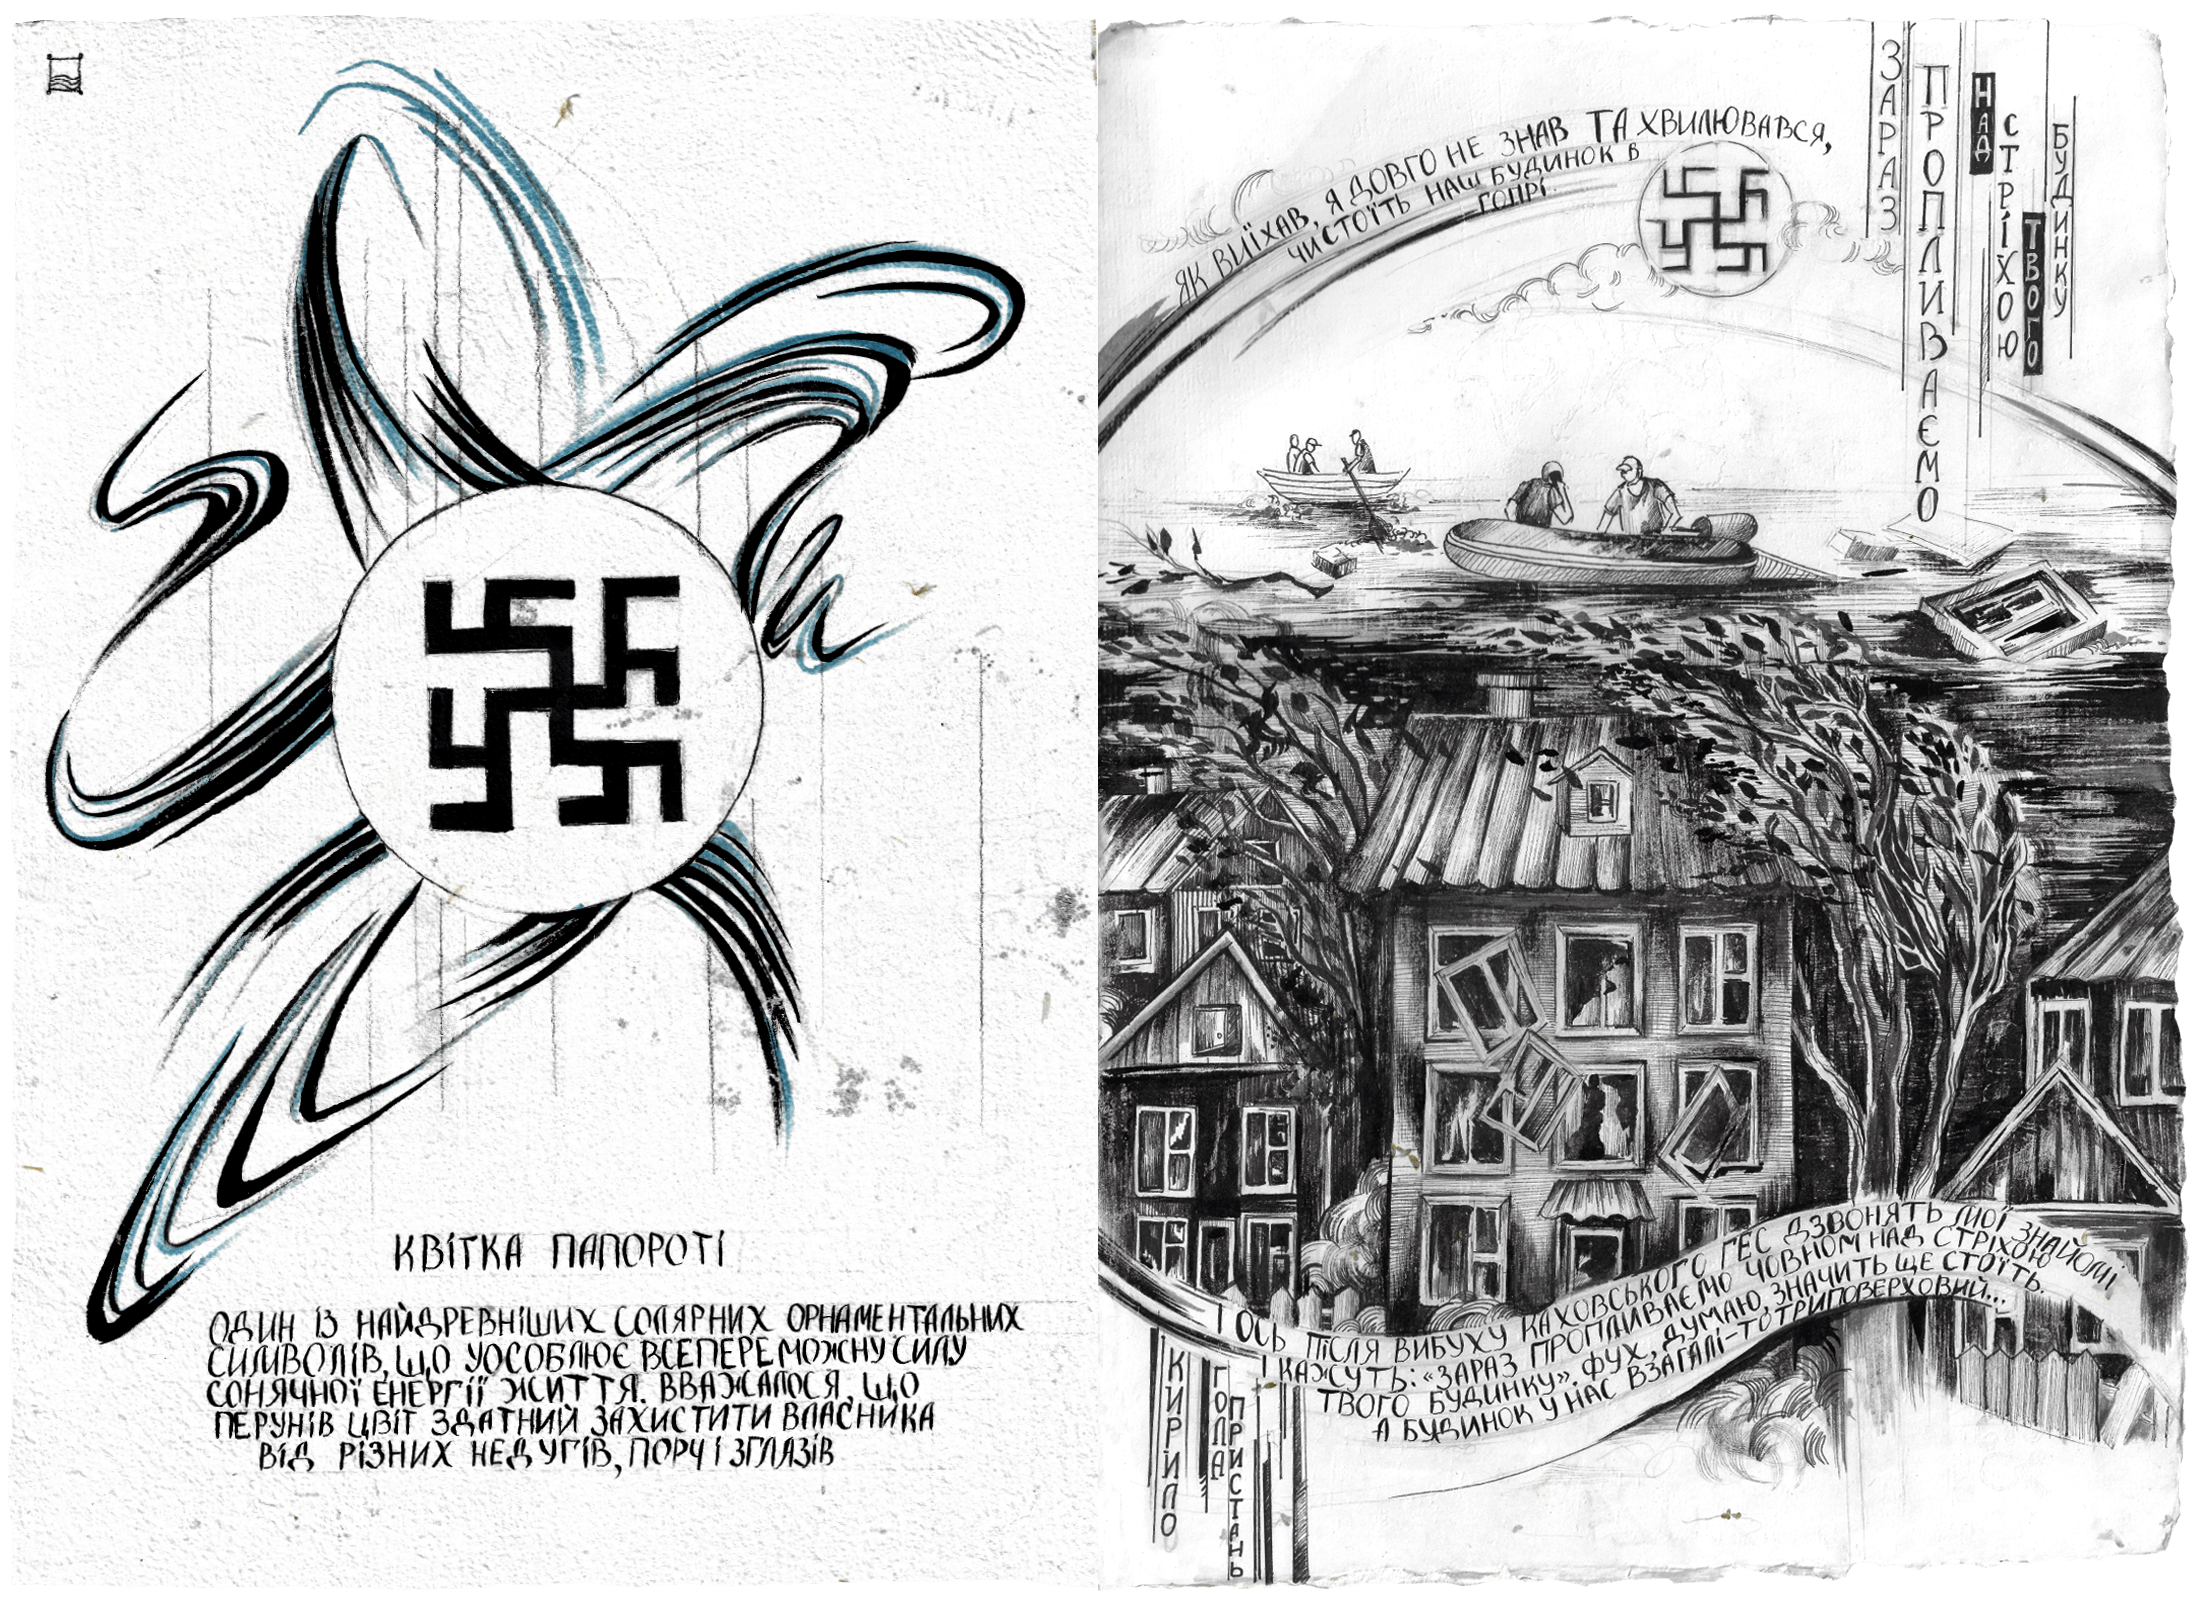 КВІТКА ПАПОРОТІ
ОДИН ІЗ НАЙДРЕВНІШИХ СОЛЯРНИХ ОРНАМЕНТАЛЬНИХ
СИМВОЛІВ, ЩО УОСОБЛЮЄ ВСЕПЕРЕМОЖНУ СИЛУ
СОНЯЧНОЇ ЕНЕРГІЇ ЖИТТЯ. ВВАЖАЛОСЯ, ЩО
ПЕРУНІВ ЦВІТ ЗДАТНИЙ ЗАХИСТИТИ ВЛАСНИКА
ВІД РІЗНИХ НЕДУГІВ, ПОРЧ І ЗГЛАЗІВ
ЯК ВИЇХАВ, Я ДОВГО НЕ ЗНАВ ТА ХВИЛЮВАВСЯ,
ЧИ СТОЇТЬ НАШ БУДИНОК В
ГОПРІ.
ЗАРАЗ
ПРОПЛИВАЄМО
НАД
СТРІХОЮ
ТВОГО
БУДИНКУ
І ОСЬ ПІСЛЯ ВИБУХУ КАХОВСЬКОГО ГЕС ДЗВОНЯТЬ МОЇ ЗНАЙОМІ
І КАЖУТЬ: «ЗАРАЗ ПРОПЛИВАЄМО ЧОВНОМ НАД СТРІХОЮ
ТВОГО БУДИНКУ». ФУХ, ДУМАЮ, ЗНАЧИТЬ ЩЕ СТОЇТЬ.
А БУДИНОК У НАС ВЗАГАЛІ-ТО ТРИПОВЕРХОВИЙ...
КИРИЛО
ГОЛА
ПРИСТАНЬ